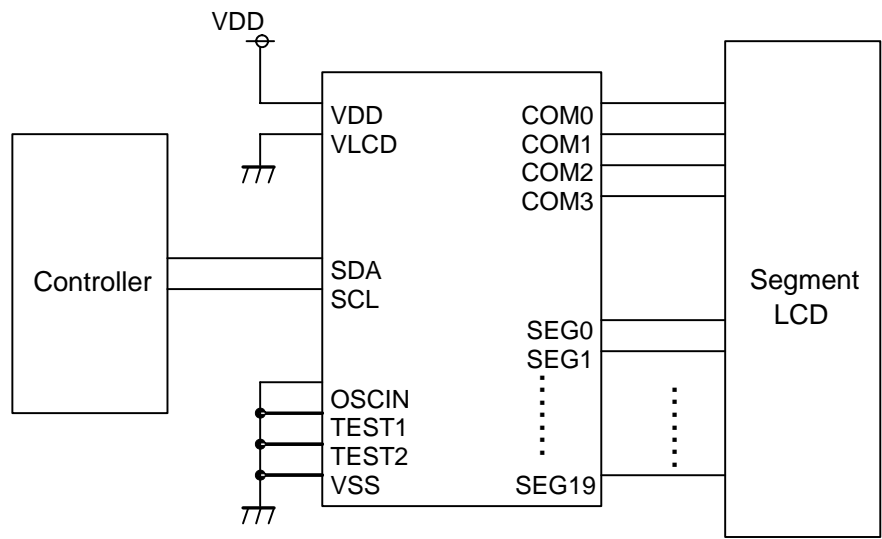 VDD
VDD
VLCD
COM0
COM1
COM2
COM3
Controller
SDA
SCL
Segment
LCD
SEG0
SEG1
OSCIN
TEST1
TEST2
VSS
SEG19